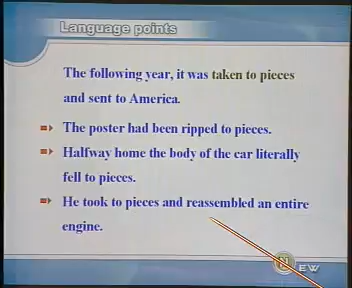 Language points
The following year, it was taken to pieces
and sent to America.
The poster had been ripped to pieces.
Halfway home the body of the car literally
fell to pieces.
He took to pieces and reassembled an entire
engine.
EW